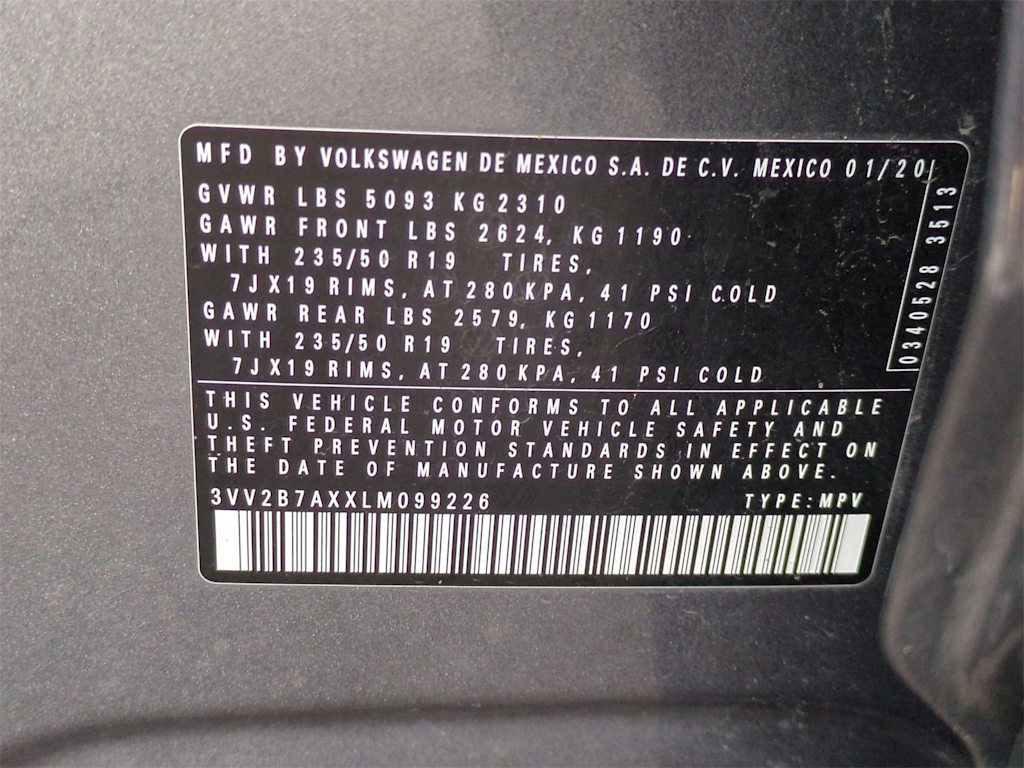 MFD BY VOLKSWAGEN DE MEXICO S.A. DE C.V. MEXICO 01/20
GVWR LBS 5093 KG 2310
GAWR FRONT LBS 2624, KG 1190
WITH 235/50 R19 TIRES,
7JX19 RIMS, AT 280 KPA, 41 PSI COLD
GAWR REAR LBS 2579, KG 1170
WITH 235/50 R19 TIRES,
7JX19 RIMS, AT 280 KPA, 41 PSI COLD
0340528 3513
THIS VEHICLE CONFORMS TO ALL APPLICABLE
U.S. FEDERAL MOTOR VEHICLE SAFETY AND
THEFT PREVENTION STANDARDS IN EFFECT ON
THE DATE OF MANUFACTURE SHOWN ABOVE.
3VV2B7AXXLM099226 TYPE: MPV